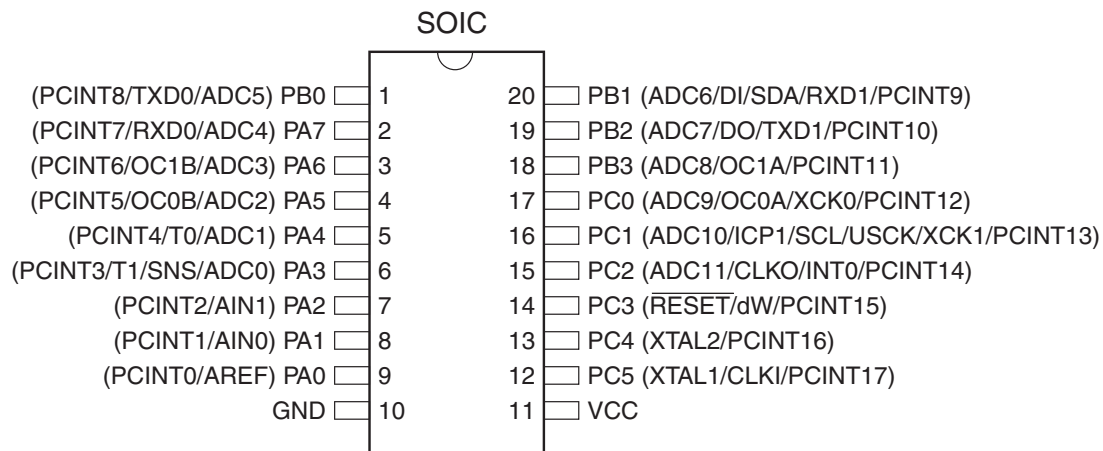 SOIC
(PCINT8/TXD0/ADC5) PB0 1 20 PB1 (ADC6/DI/SDA/RXD1/PCINT9)
(PCINT7/RXD0/ADC4) PA7 2 19 PB2 (ADC7/DO/TXD1/PCINT10)
(PCINT6/OC1B/ADC3) PA6 3 18 PB3 (ADC8/OC1A/PCINT11)
(PCINT5/OC0B/ADC2) PA5 4 17 PC0 (ADC9/OC0A/XCK0/PCINT12)
(PCINT4/T0/ADC1) PA4 5 16 PC1 (ADC10/ICP1/SCL/USCK/XCK1/PCINT13)
(PCINT3/T1/SNS/ADC0) PA3 6 15 PC2 (ADC11/CLKO/INT0/PCINT14)
(PCINT2/AIN1) PA2 7 14 PC3 (RESET/dW/PCINT15)
(PCINT1/AIN0) PA1 8 13 PC4 (XTAL2/PCINT16)
(PCINT0/AREF) PA0 9 12 PC5 (XTAL1/CLKI/PCINT17)
GND 10 11 VCC